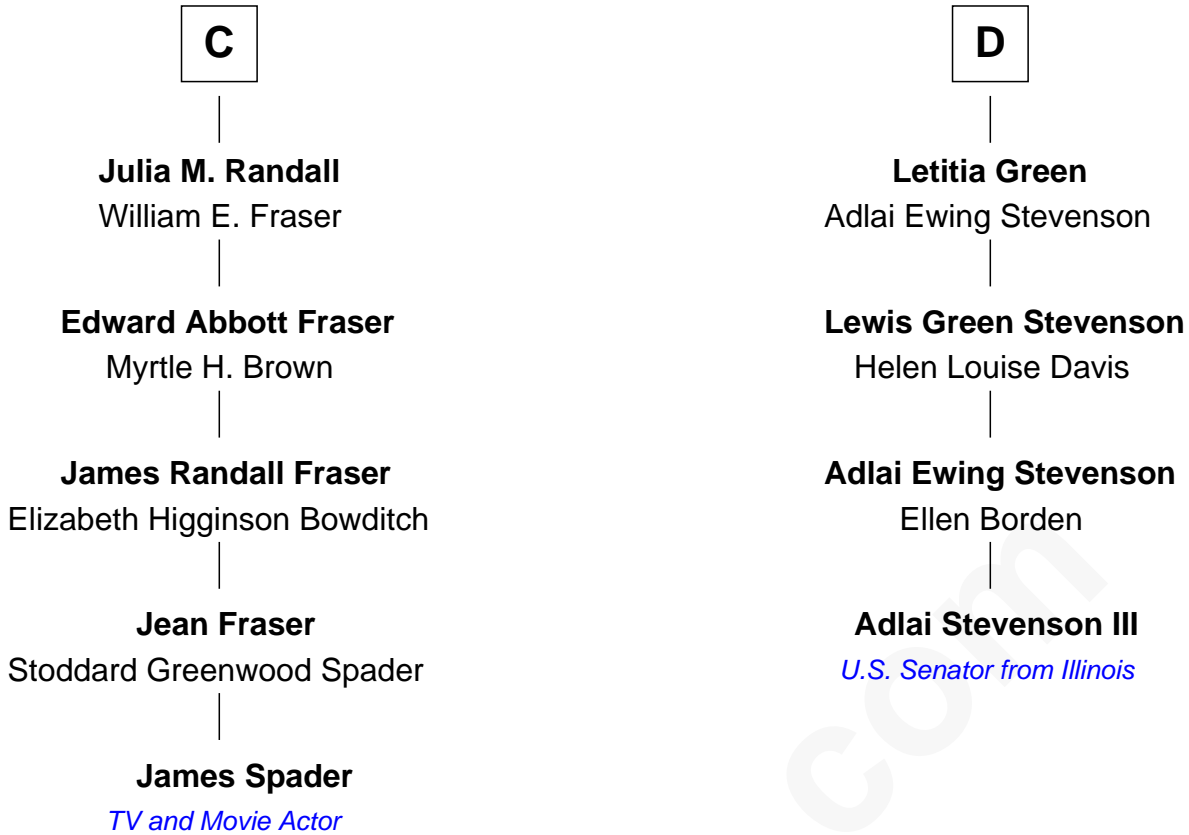 C
Julia M. Randall
William E. Fraser
Edward Abbott Fraser
Myrtle H. Brown
James Randall Fraser
Elizabeth Higginson Bowditch
Jean Fraser
Stoddard Greenwood Spader
James Spader
TV and Movie Actor
D
Letitia Green
Adlai Ewing Stevenson
Lewis Green Stevenson
Helen Louise Davis
Adlai Ewing Stevenson
Ellen Borden
Adlai Stevenson III
U.S. Senator from Illinois
com